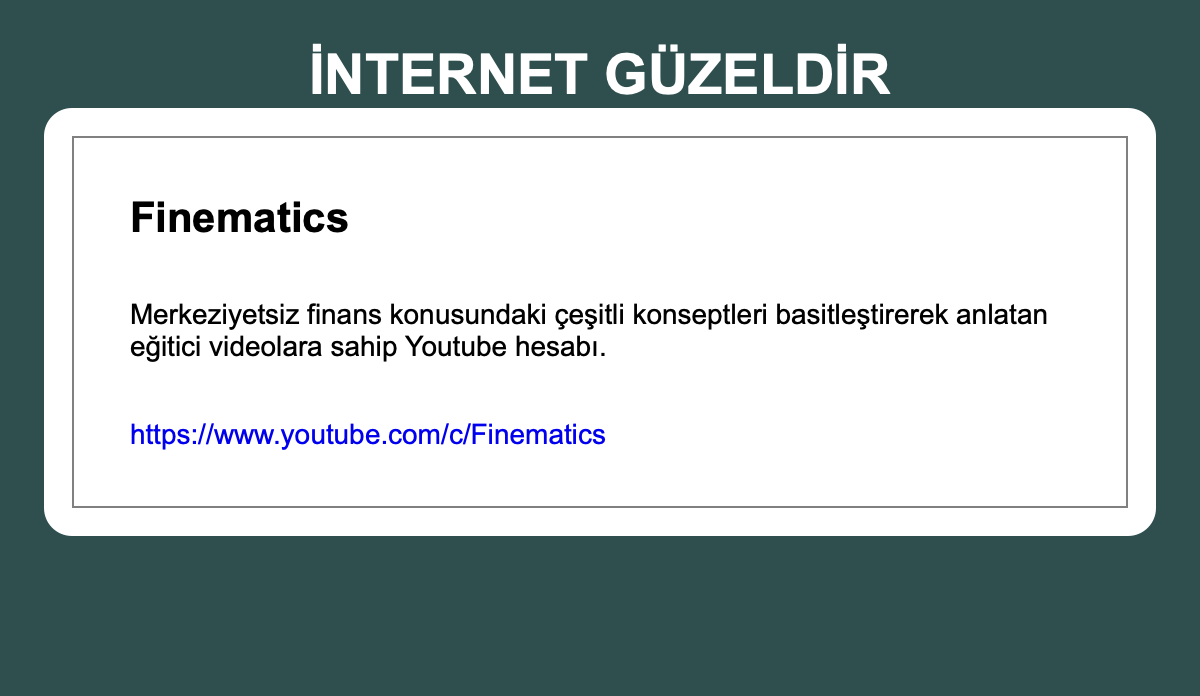 İNTERNET GÜZELDİR
Finematics
Merkeziyetsiz finans konusundaki çeşitli konseptleri basitleştirerek anlatan
eğitici videolara sahip Youtube hesabı.
https://www.youtube.com/c/Finematics